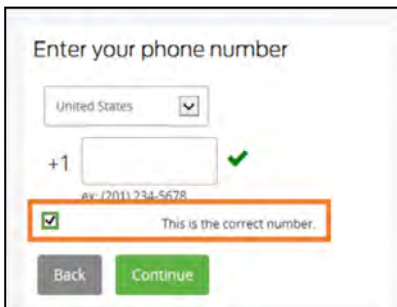 Enter your phone number
United States
+1
ex: (201) 234-5678
This is the correct number.
Back Continue